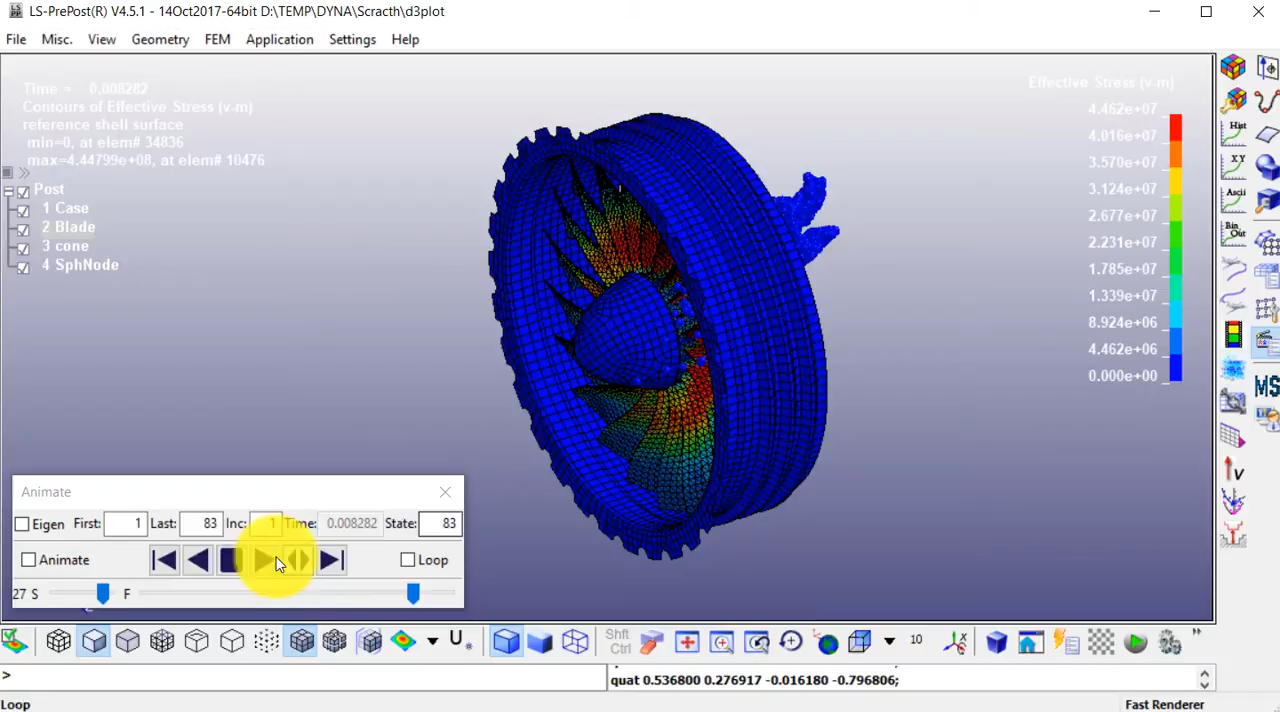 LS-PrePost(R) V4.5.1 - 14Oct2017-64bit D:\TEMP\DYNA\Scracth\d3plot
File Misc. View Geometry FEM Application Settings Help
Time = 0.008282
Contours of Effective Stress (v-m)
reference shell surface
min=0, at elem# 34836
max=4.44799e+08, at elem# 10476
Post
1 Case
2 Blade
3 cone
4 SphNode
Effective Stress (v-m)
4.462e+07
4.016e+07
3.570e+07
3.124e+07
2.677e+07
2.231e+07
1.785e+07
1.339e+07
8.924e+06
4.462e+06
0.000e+00
Hist
XY
Ascii
Bin
Out
MS
V
Animate
Eigen First: 1 Last: 83 Inc: 1 Time: 0.008282 State: 83
Animate Loop
27 S F
U
Shft
Ctrl
10
>
quat 0.536800 0.276917 -0.016180 -0.796806;
Loop
Fast Renderer